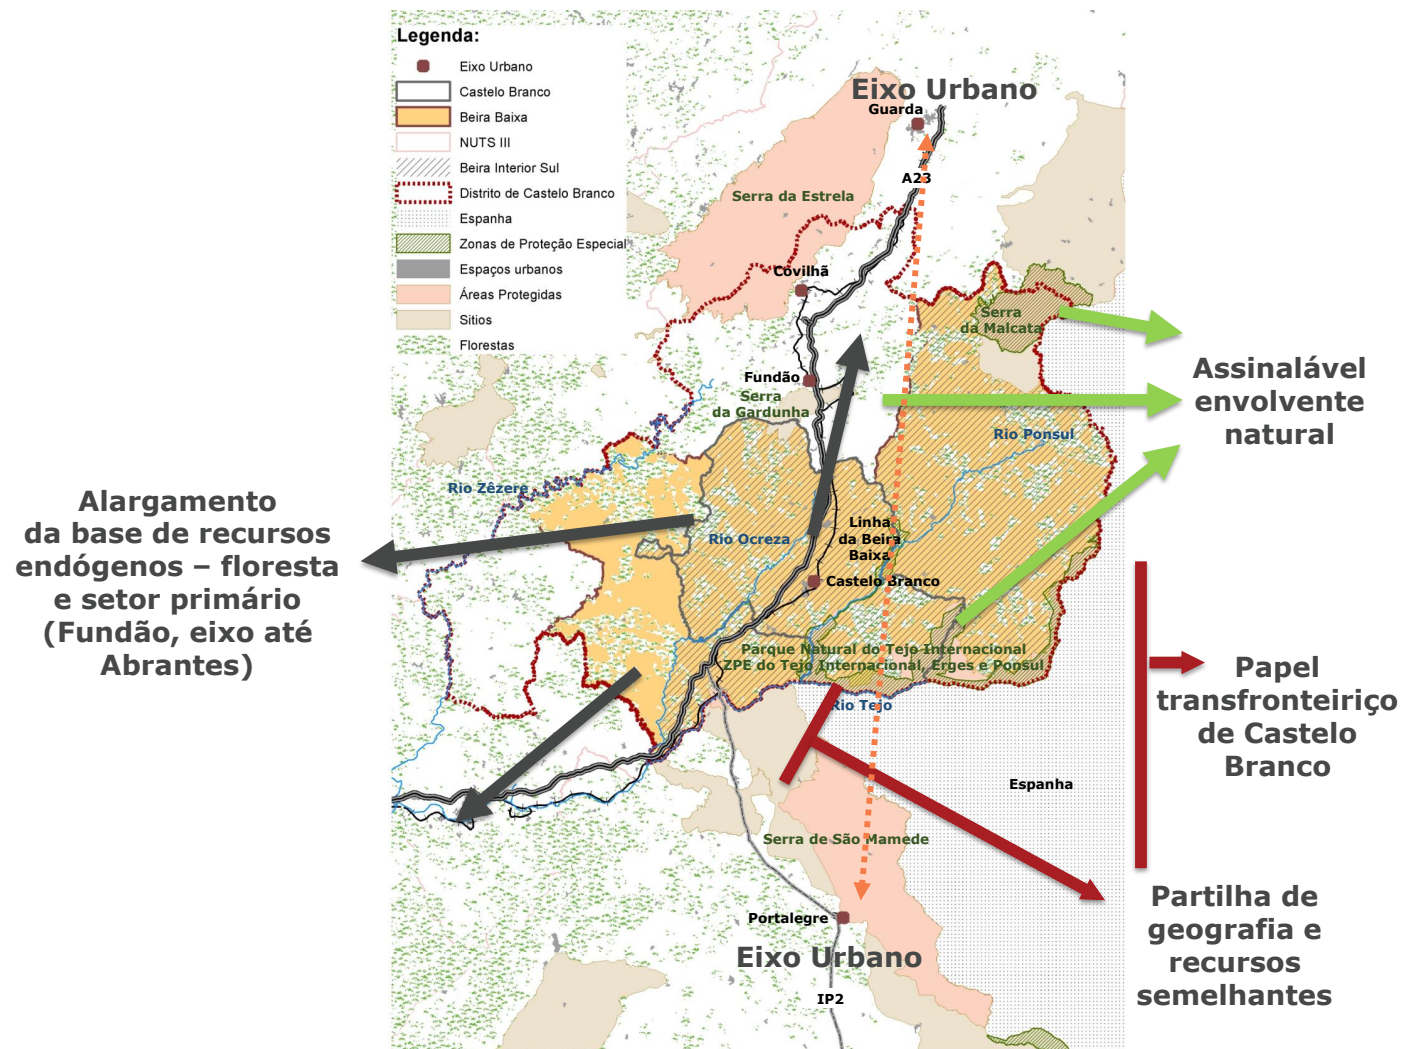 Legenda:
Eixo Urbano
Castelo Branco
Beira Baixa
NUTS III
Beira Interior Sul
Distrito de Castelo Branco
Espanha
Zonas de Proteção Especial
Espaços urbanos
Áreas Protegidas
Sitios
Florestas
Eixo Urbano
Guarda
A23
Serra da Estrela
Covilhã
Serra
da Malcata
Fundão
Serra
da Gardunha
Rio Ponsul
Rio Zêzere
Rio Ocreza
Linha
da Beira
Baixa
Castelo Branco
Parque Natural do Tejo Internacional
ZPE do Tejo Internacional, Erges e Ponsul
Rio Tejo
Espanha
Serra de São Mamede
Portalegre
Eixo Urbano
IP2
Alargamento
da base de recursos
endógenos – floresta
e setor primário
(Fundão, eixo até
Abrantes)
Assinalável
envolvente
natural
Papel
transfronteiriço
de Castelo
Branco
Partilha de
geografia e
recursos
semelhantes